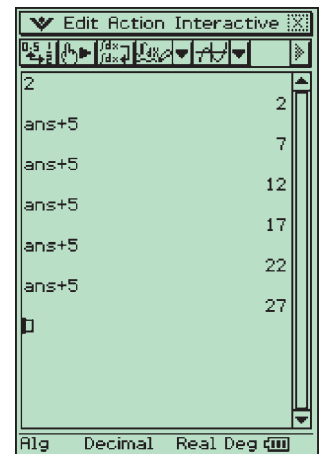 Edit Action Interactive
2
2
ans+5
7
ans+5
12
ans+5
17
ans+5
22
ans+5
27
Alg Decimal Real Deg